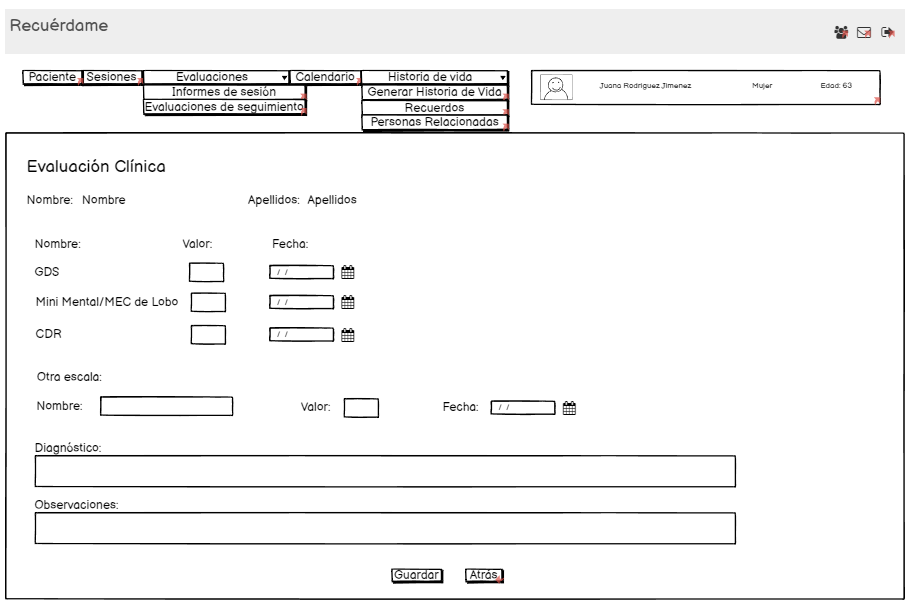 Recuérdame
Paciente Sesiones Evaluaciones Calendario Historia de vida
Informes de sesión
Evaluaciones de seguimiento
Generar Historia de Vida
Recuerdos
Personas Relacionadas
Juana Rodriguez Jimenez Mujer Edad: 63
Evaluación Clínica
Nombre: Nombre Apellidos: Apellidos
Nombre: Valor: Fecha:
GDS / /
Mini Mental/MEC de Lobo / /
CDR / /
Otra escala:
Nombre: Valor: Fecha: / /
Diagnóstico:
Observaciones:
Guardar Atrás